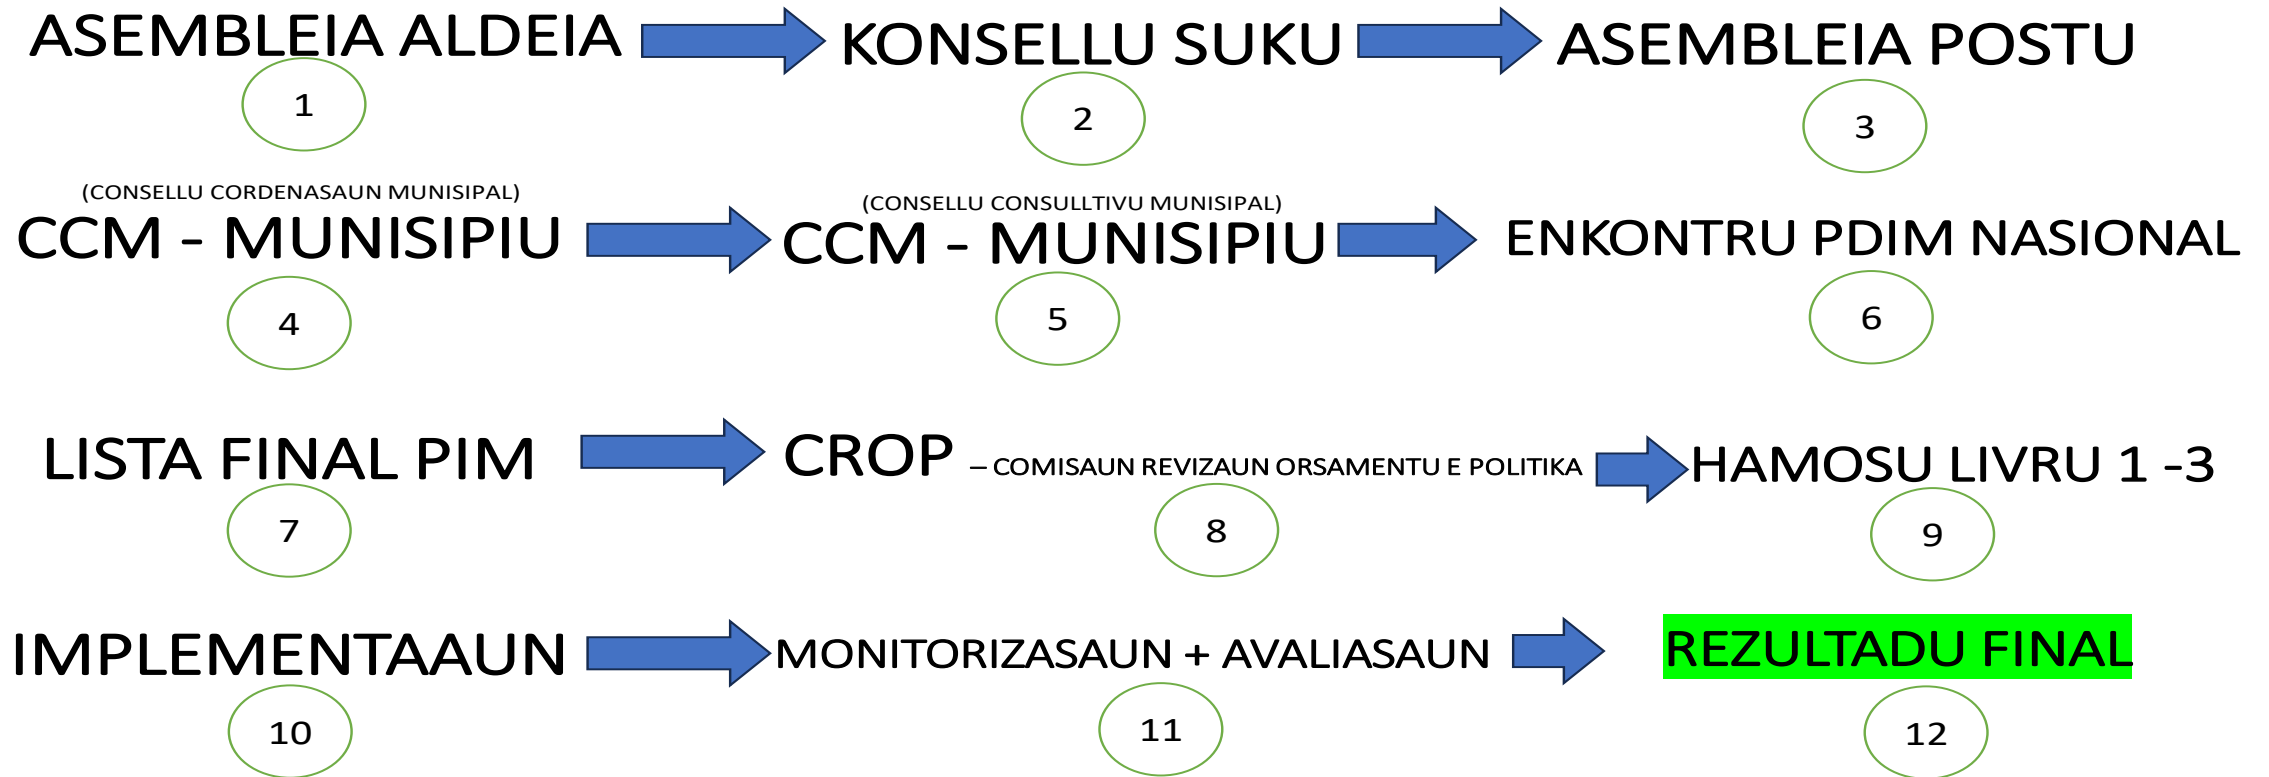 ASEMBLEIA ALDEIA
1
KONSELLU SUKU
2
ASEMBLEIA POSTU
3
(CONSELLU CORDENASAUN MUNISIPAL)
CCM - MUNISIPIU
4
(CONSELLU CONSULLTIVU MUNISIPAL)
CCM - MUNISIPIU
5
ENKONTRU PDIM NASIONAL
6
LISTA FINAL PIM
7
CROP – COMISAUN REVIZAUN ORSAMENTU E POLITIKA
8
HAMOSU LIVRU 1 -3
9
IMPLEMENTAAUN
10
MONITORIZASAUN + AVALIASAUN
11
REZULTADU FINAL
12